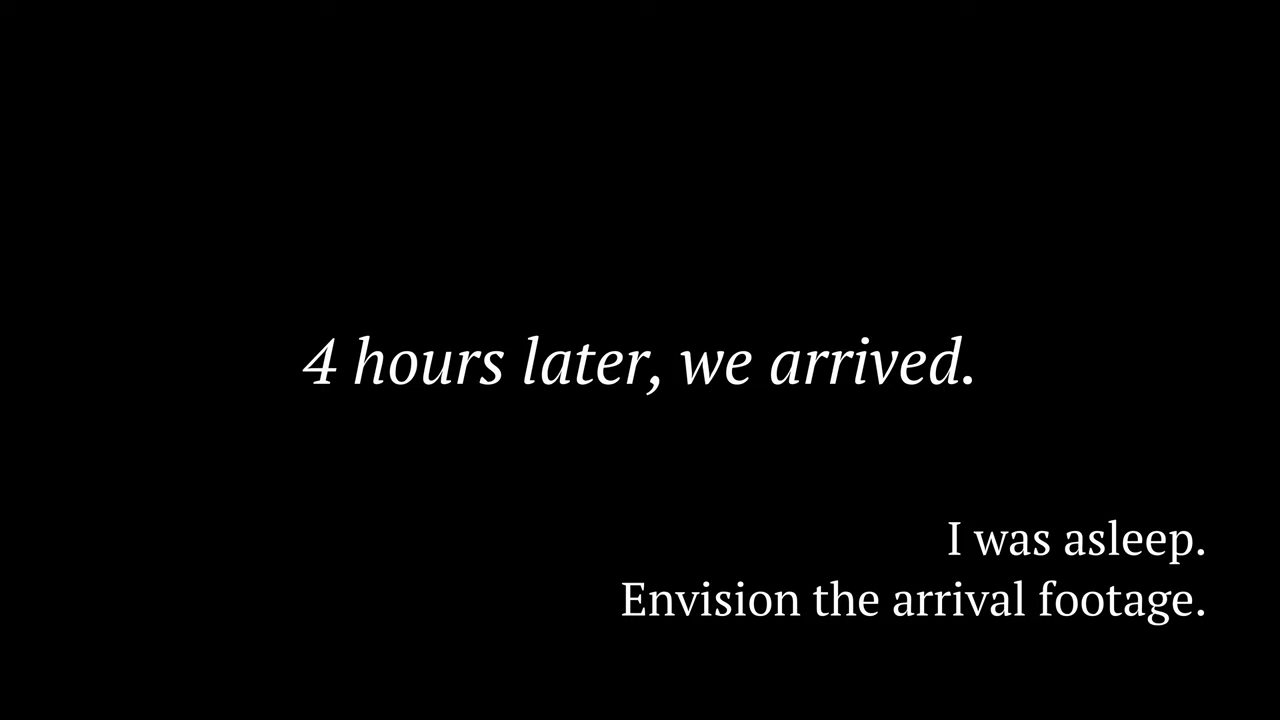 4 hours later, we arrived.
I was asleep.
Envision the arrival footage.